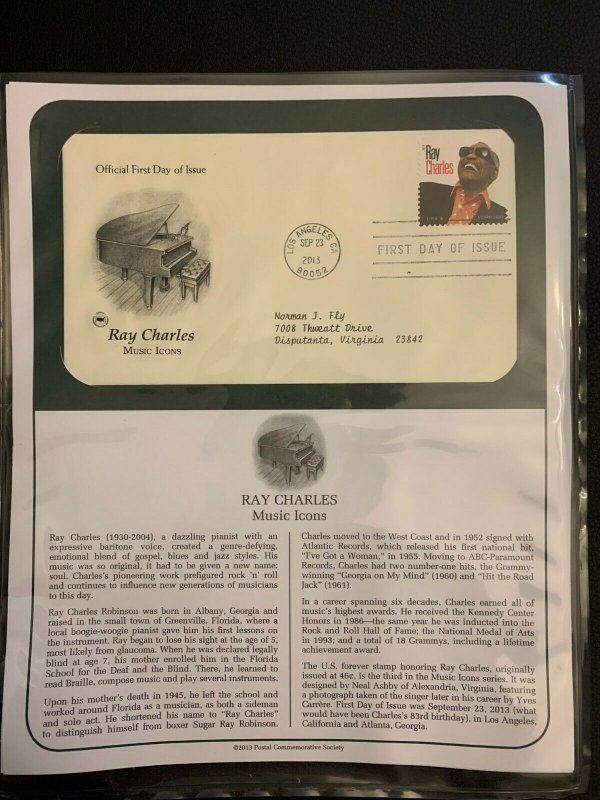 Official First Day of Issue
Ray
Charles
LOS ANGELES CA
SEP 23
2013
90052
FIRST DAY OF ISSUE
Norman J. Fly
7008 Thweatt Drive
Disputanta, Virginia 23842
Ray Charles
MUSIC ICONS
RAY CHARLES
Music Icons
Ray Charles (1930-2004), a dazzling pianist with an
expressive baritone voice, created a genre-defying,
emotional blend of gospel, blues and jazz styles. His
music was so original, it had to be given a new name:
soul. Charles's pioneering work prefigured rock 'n' roll
and continues to influence new generations of musicians
to this day.
Ray Charles Robinson was born in Albany, Georgia and
raised in the small town of Greenville, Florida, where a
local boogie-woogie pianist gave him his first lessons on
the instrument. Ray began to lose his sight at the age of 5,
most likely from glaucoma. When he was declared legally
blind at age 7, his mother enrolled him in the Florida
School for the Deaf and the Blind. There, he learned to
read Braille, compose music and play several instruments.
Upon his mother's death in 1945, he left the school and
worked around Florida as a musician, as both a sideman
and solo act. He shortened his name to "Ray Charles"
to distinguish himself from boxer Sugar Ray Robinson.
Charles moved to the West Coast and in 1952 signed with
Atlantic Records, which released his first national hit,
"I've Got a Woman," in 1955. Moving to ABC-Paramount
Records, Charles had two number-one hits, the Grammy-
winning "Georgia on My Mind" (1960) and "Hit the Road
Jack" (1961).
In a career spanning six decades, Charles earned all of
music's highest awards. He received the Kennedy Center
Honors in 1986—the same year he was inducted into the
Rock and Roll Hall of Fame; the National Medal of Arts
in 1993; and a total of 18 Grammys, including a lifetime
achievement award.
The U.S. forever stamp honoring Ray Charles, originally
issued at 46¢, is the third in the Music Icons series. It was
designed by Neal Ashby of Alexandria, Virginia, featuring
a photograph taken of the singer later in his career by Yves
Carrère. First Day of Issue was September 23, 2013 (what
would have been Charles's 83rd birthday), in Los Angeles,
California and Atlanta, Georgia.
©2013 Postal Commemorative Society